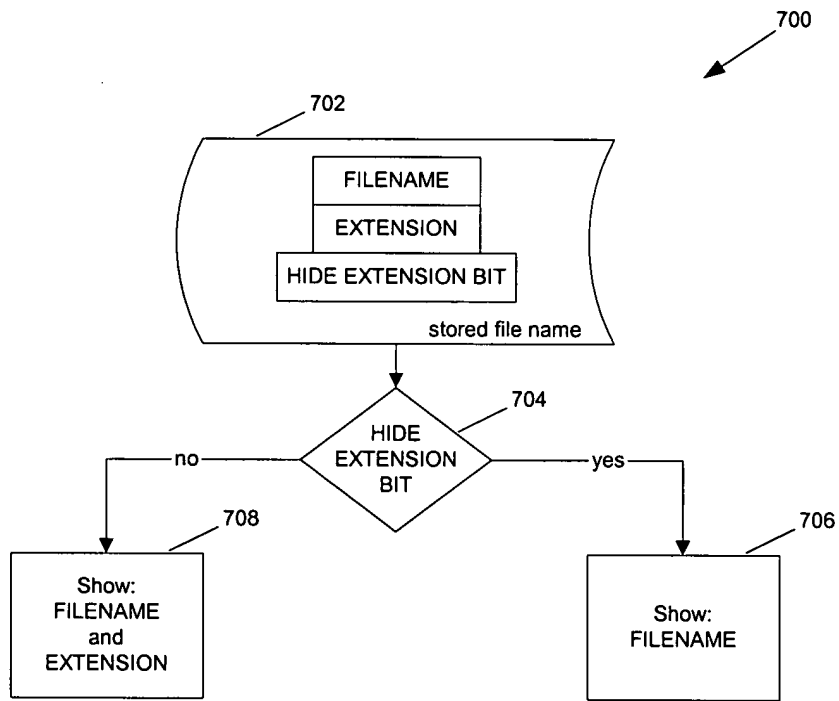 700
702
FILENAME
EXTENSION
HIDE EXTENSION BIT
stored file name
704
HIDE
EXTENSION
BIT
no
yes
708
Show:
FILENAME
and
EXTENSION
706
Show:
FILENAME